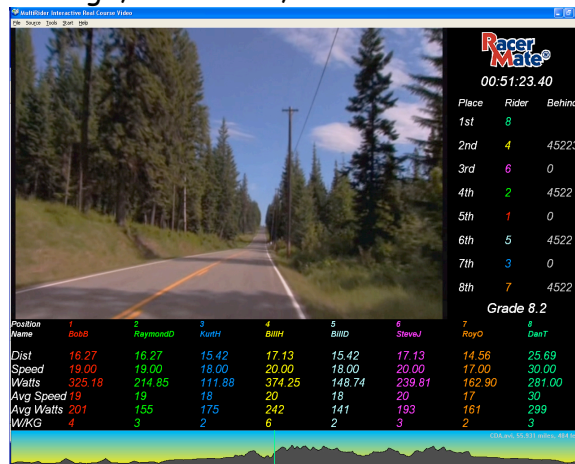 MultiRider Interactive Real Course Video
File Source Tools Start Help
Racer
Mate®
00:51:23.40
Place Rider Behind
1st 8
2nd 4 45223
3rd 6 0
4th 2 4522
5th 1 0
6th 5 4522
7th 3 0
8th 7 4522
Grade 8.2
Position 1 2 3 4 5 6 7 8
Name BobB RaymondD KurtH BillH BillD SteveJ RoyO DanT
Dist 16.27 16.27 15.42 17.13 15.42 17.13 14.56 25.69
Speed 19.00 19.00 18.00 20.00 18.00 20.00 17.00 30.00
Watts 325.18 214.85 111.88 374.25 148.74 239.81 162.90 281.00
Avg Speed 19 19 18 20 18 20 17 30
Avg Watts 201 155 175 242 141 193 161 299
W/KG 4 3 2 6 2 3 2 3